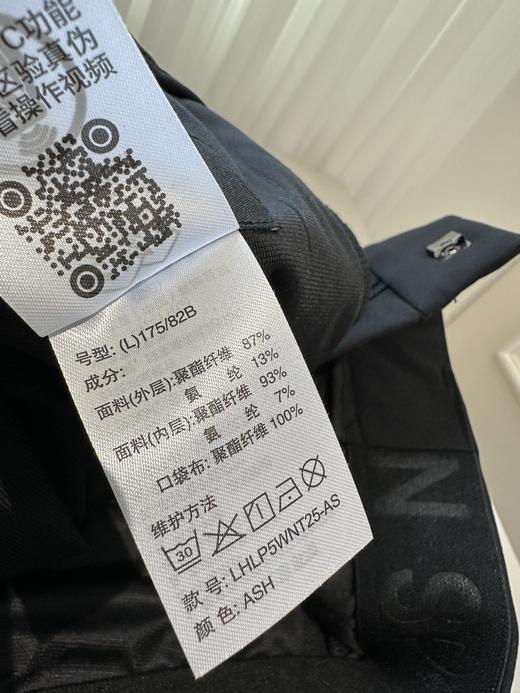 C功能
区验真伪
看操作视频
号型: (L)175/82B
成分:
面料(外层):聚酯纤维 87%
氨 纶 13%
面料(内层):聚酯纤维 93%
氨 纶 7%
口袋布: 聚酯纤维 100%
维护方法
30
款 号: LHLP5WNT25-AS
颜 色: ASH
N
S